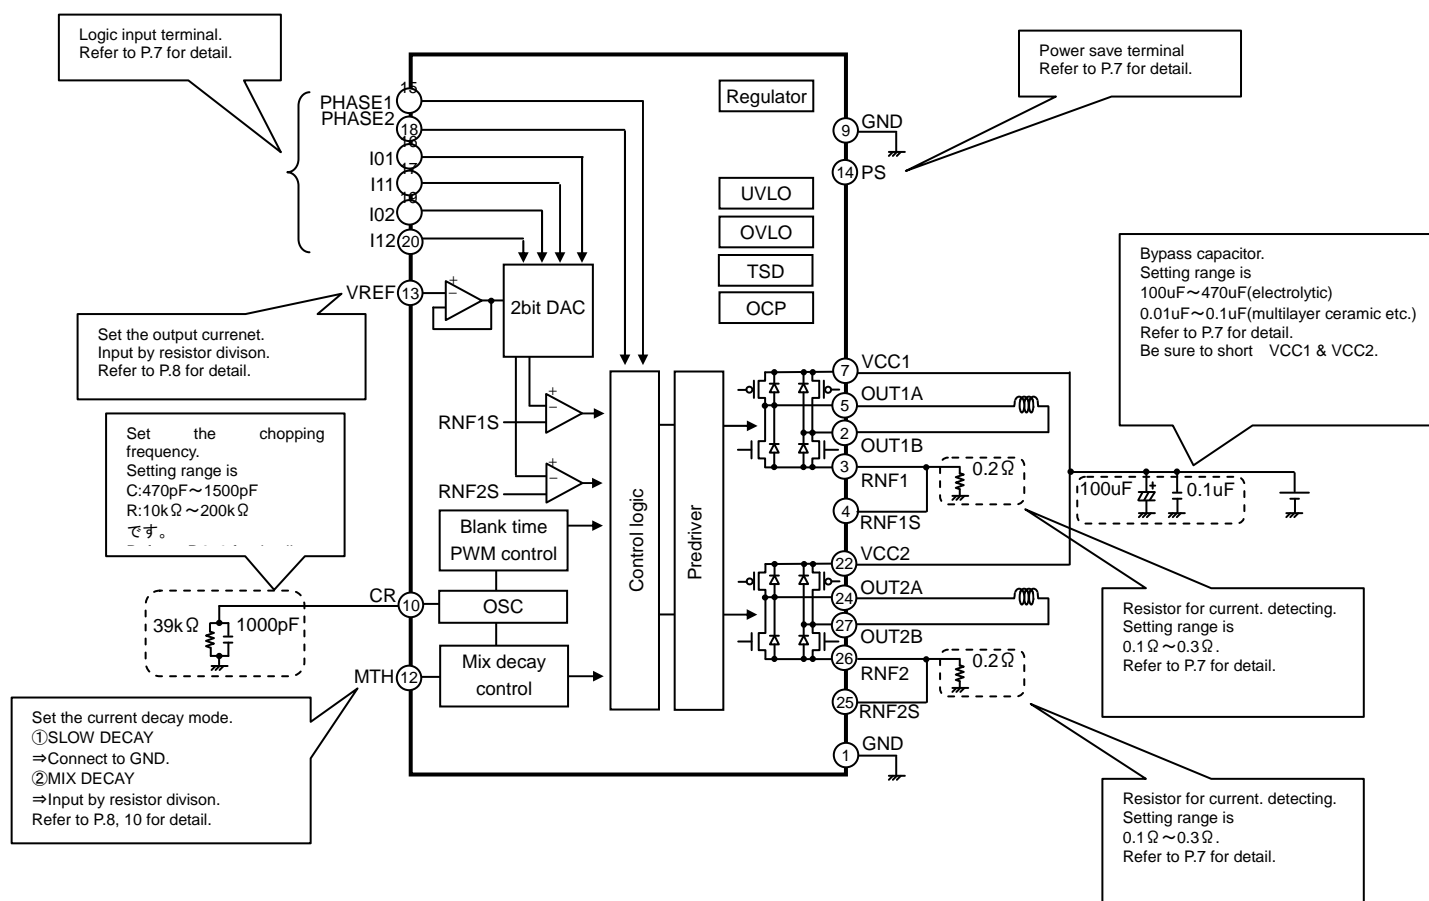 Logic input terminal.
Refer to P.7 for detail.
Power save terminal
Refer to P.7 for detail.
15
PHASE1
PHASE2
18
16
I01
17
I11
19
I02
I12
20
VREF
13
Regulator
UVLO
OVLO
TSD
OCP
9
GND
14
PS
2bit DAC
+
−
Set the output currenet.
Input by resistor divison.
Refer to P.8 for detail.
Set the chopping
frequency.
Setting range is
C:470pF～1500pF
R:10kΩ～200kΩ
です。
RNF1S
+
−
RNF2S
+
−
Blank time
PWM control
OSC
Mix decay
control
Control logic
Predriver
CR
10
39kΩ
1000pF
MTH
12
Set the current decay mode.
①SLOW DECAY
⇒Connect to GND.
②MIX DECAY
⇒Input by resistor divison.
Refer to P.8, 10 for detail.
7
VCC1
5
OUT1A
2
OUT1B
3
RNF1
4
RNF1S
0.2Ω
22
VCC2
24
OUT2A
27
OUT2B
26
RNF2
25
RNF2S
0.2Ω
1
GND
Bypass capacitor.
Setting range is
100uF～470uF(electrolytic)
0.01uF～0.1uF(multilayer ceramic etc.)
Refer to P.7 for detail.
Be sure to short VCC1 & VCC2.
100uF
+
0.1uF
Resistor for current. detecting.
Setting range is
0.1Ω～0.3Ω.
Refer to P.7 for detail.
Resistor for current. detecting.
Setting range is
0.1Ω～0.3Ω.
Refer to P.7 for detail.